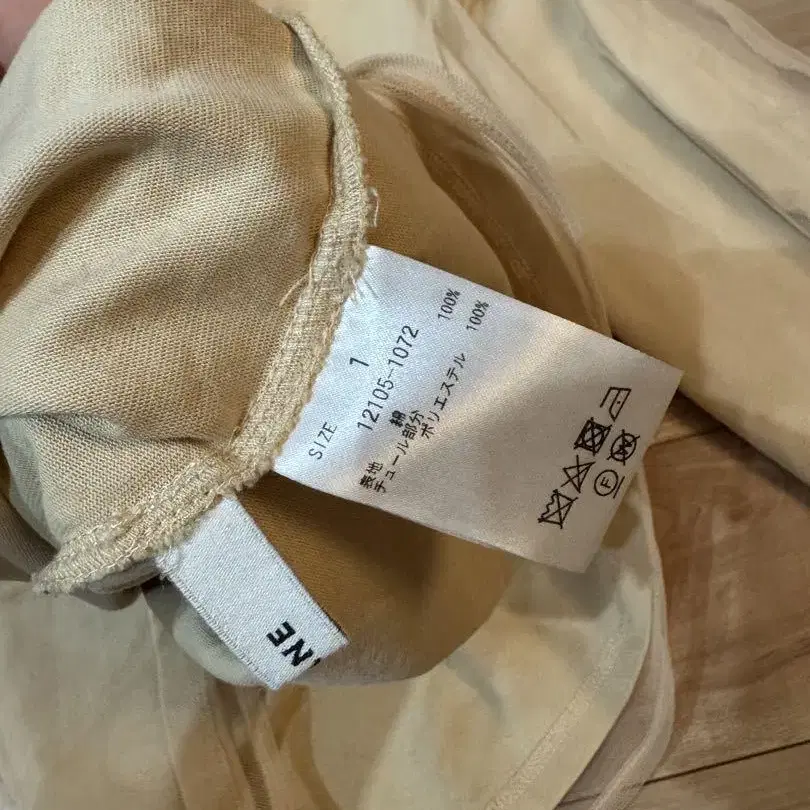 SIZE 1
12105-1072
表地 綿 100%
チュール部分
ポリエステル 100%
F
NE